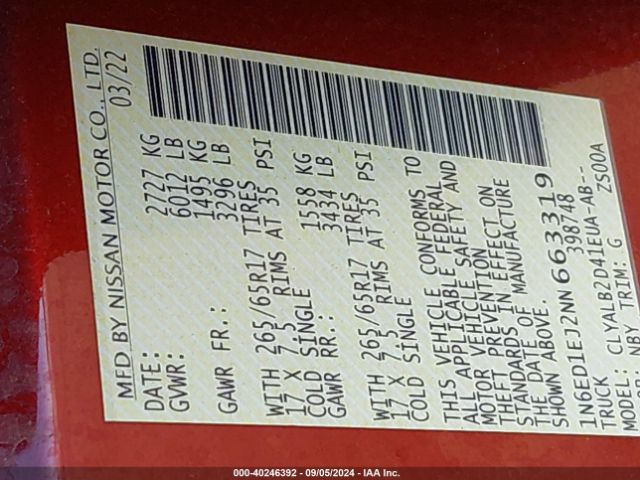 MFD BY NISSAN MOTOR CO., LTD.
DATE: 03/22
GVWR: 2727 KG
6012 LB
GAWR FR.: 1495 KG
3296 LB
WITH 265/65R17 TIRES
17 X 7.5 RIMS AT 35 PSI
COLD SINGLE
GAWR RR.: 1558 KG
3434 LB
WITH 265/65R17 TIRES
17 X 7.5 RIMS AT 35 PSI
COLD SINGLE
THIS VEHICLE CONFORMS TO
ALL APPLICABLE FEDERAL
MOTOR VEHICLE SAFETY AND
THEFT PREVENTION
STANDARDS IN EFFECT ON
THE DATE OF MANUFACTURE
SHOWN ABOVE.
1N6ED1EJ2NN663319
TRUCK 398748
MODEL: CLYALB2D41EUA-AB--
NBY TRIM: G ZS00A
000-40246392 - 09/05/2024 - IAA Inc.